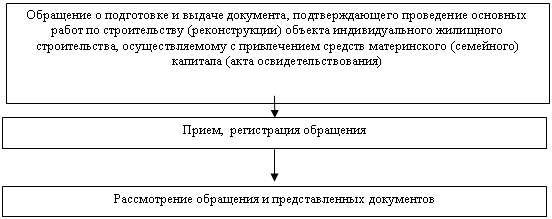 Обращение о подготовке и выдаче документа, подтверждающего проведение основных
работ по строительству (реконструкции) объекта индивидуального жилищного
строительства, осуществляемому с привлечением средств материнского (семейного)
капитала (акта освидетельствования)
Прием, регистрация обращения
Рассмотрение обращения и представленных документов